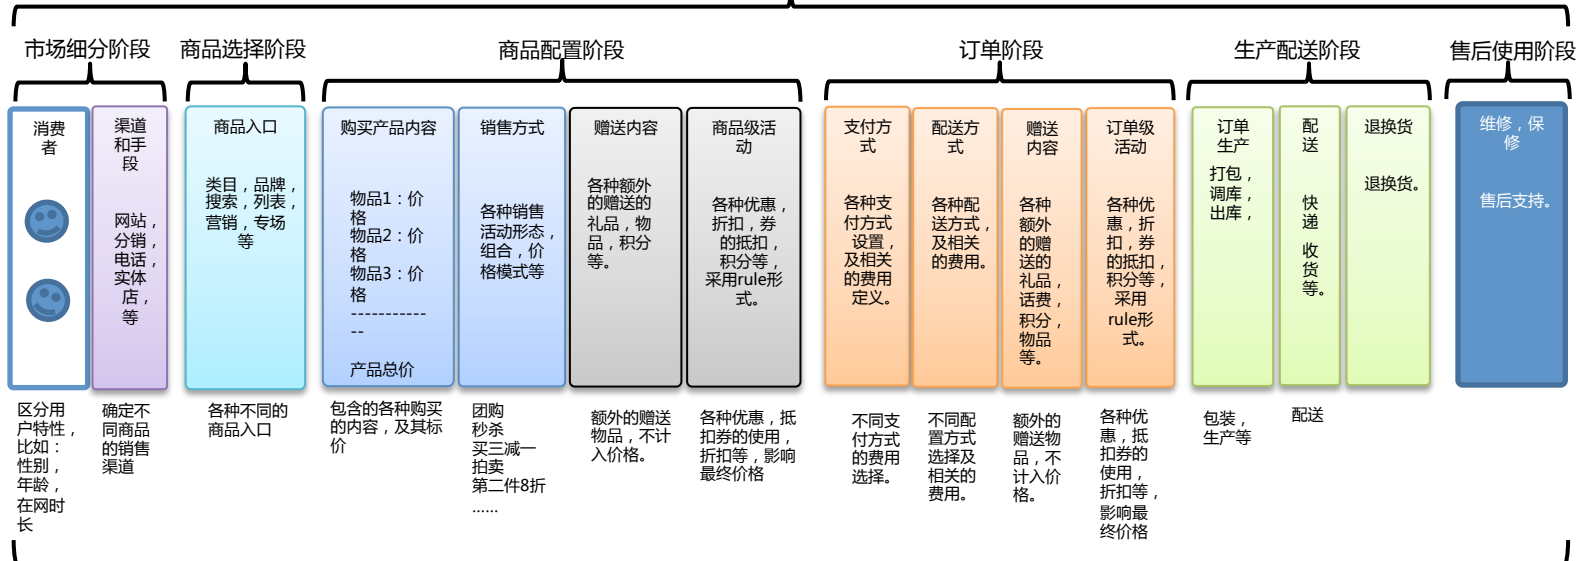 市场细分阶段
商品选择阶段
商品配置阶段
订单阶段
生产配送阶段
售后使用阶段
消费
者
渠道
和手
段
网站，
分销，
电话，
实体
店，
等
商品入口
类目，品牌，
搜索，列表，
营销，专场
等
购买产品内容
物品1：价
格
物品2：价
格
物品3：价
格
-----------
--
产品总价
销售方式
各种销售
活动形态，
组合，价
格模式等
赠送内容
各种额外
的赠送的
礼品，物
品，积分
等。
商品级活
动
各种优惠，
折扣，券
的抵扣，
积分等，
采用rule形
式。
支付方
式
各种支
付方式
设置，
及相关
的费用
定义。
配送方
式
各种配
送方式，
及相关
的费用。
赠送
内容
各种
额外
的赠
送的
礼品，
话费，
积分，
物品
等。
订单级
活动
各种优
惠，折
扣，券
的抵扣，
积分等，
采用
rule形
式。
订单
生产
打包，
调库，
出库，
配
送
快
递
收
货
等。
退换货
退换货。
维修，保
修
售后支持。
区分用
户特性，
比如：
性别，
年龄，
在网时
长
确定不
同商品
的销售
渠道
各种不同的
商品入口
包含的各种购买
的内容，及其标
价
团购
秒杀
买三减一
拍卖
第二件8折
......
额外的赠送
物品，不计
入价格。
各种优惠，抵
扣券的使用，
折扣等，影响
最终价格
不同支
付方式
的费用
选择。
不同配
置方式
选择及
相关的
费用。
额外的
赠送物
品，不
计入价
格。
各种优
惠，抵
扣券的
使用，
折扣等，
影响最
终价格
包装，
生产等
配送